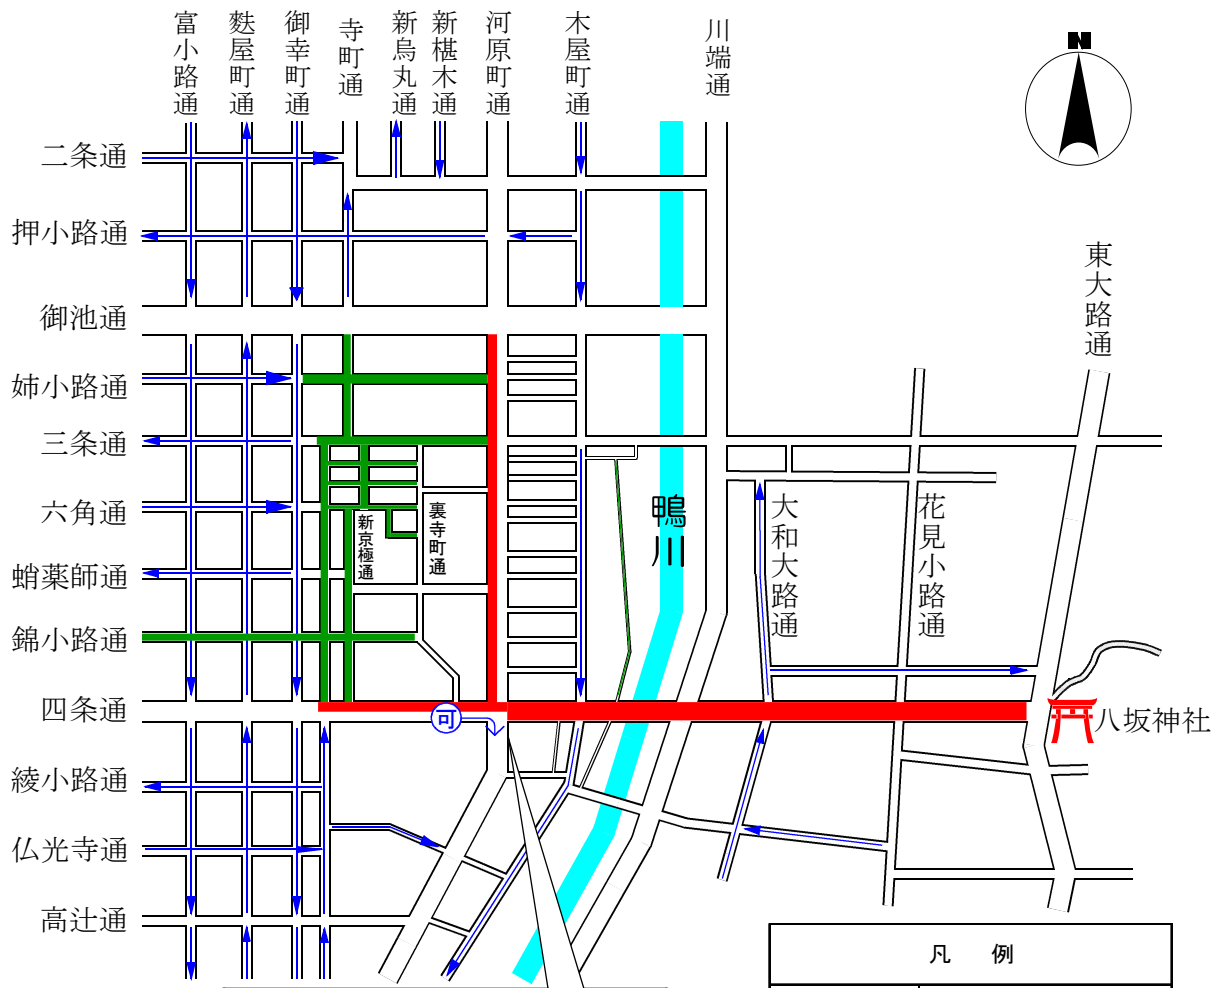 富小路通
麩屋町通
御幸町通
寺町通
新烏丸通
新椹木通
河原町通
木屋町通
川端通
N
二条通
押小路通
御池通
姉小路通
三条通
六角通
蛸薬師通
錦小路通
四条通
綾小路通
仏光寺通
高辻通
東大路通
新京極通
裏寺町通
鴨川
大和大路通
花見小路通
可
八坂神社
凡 例